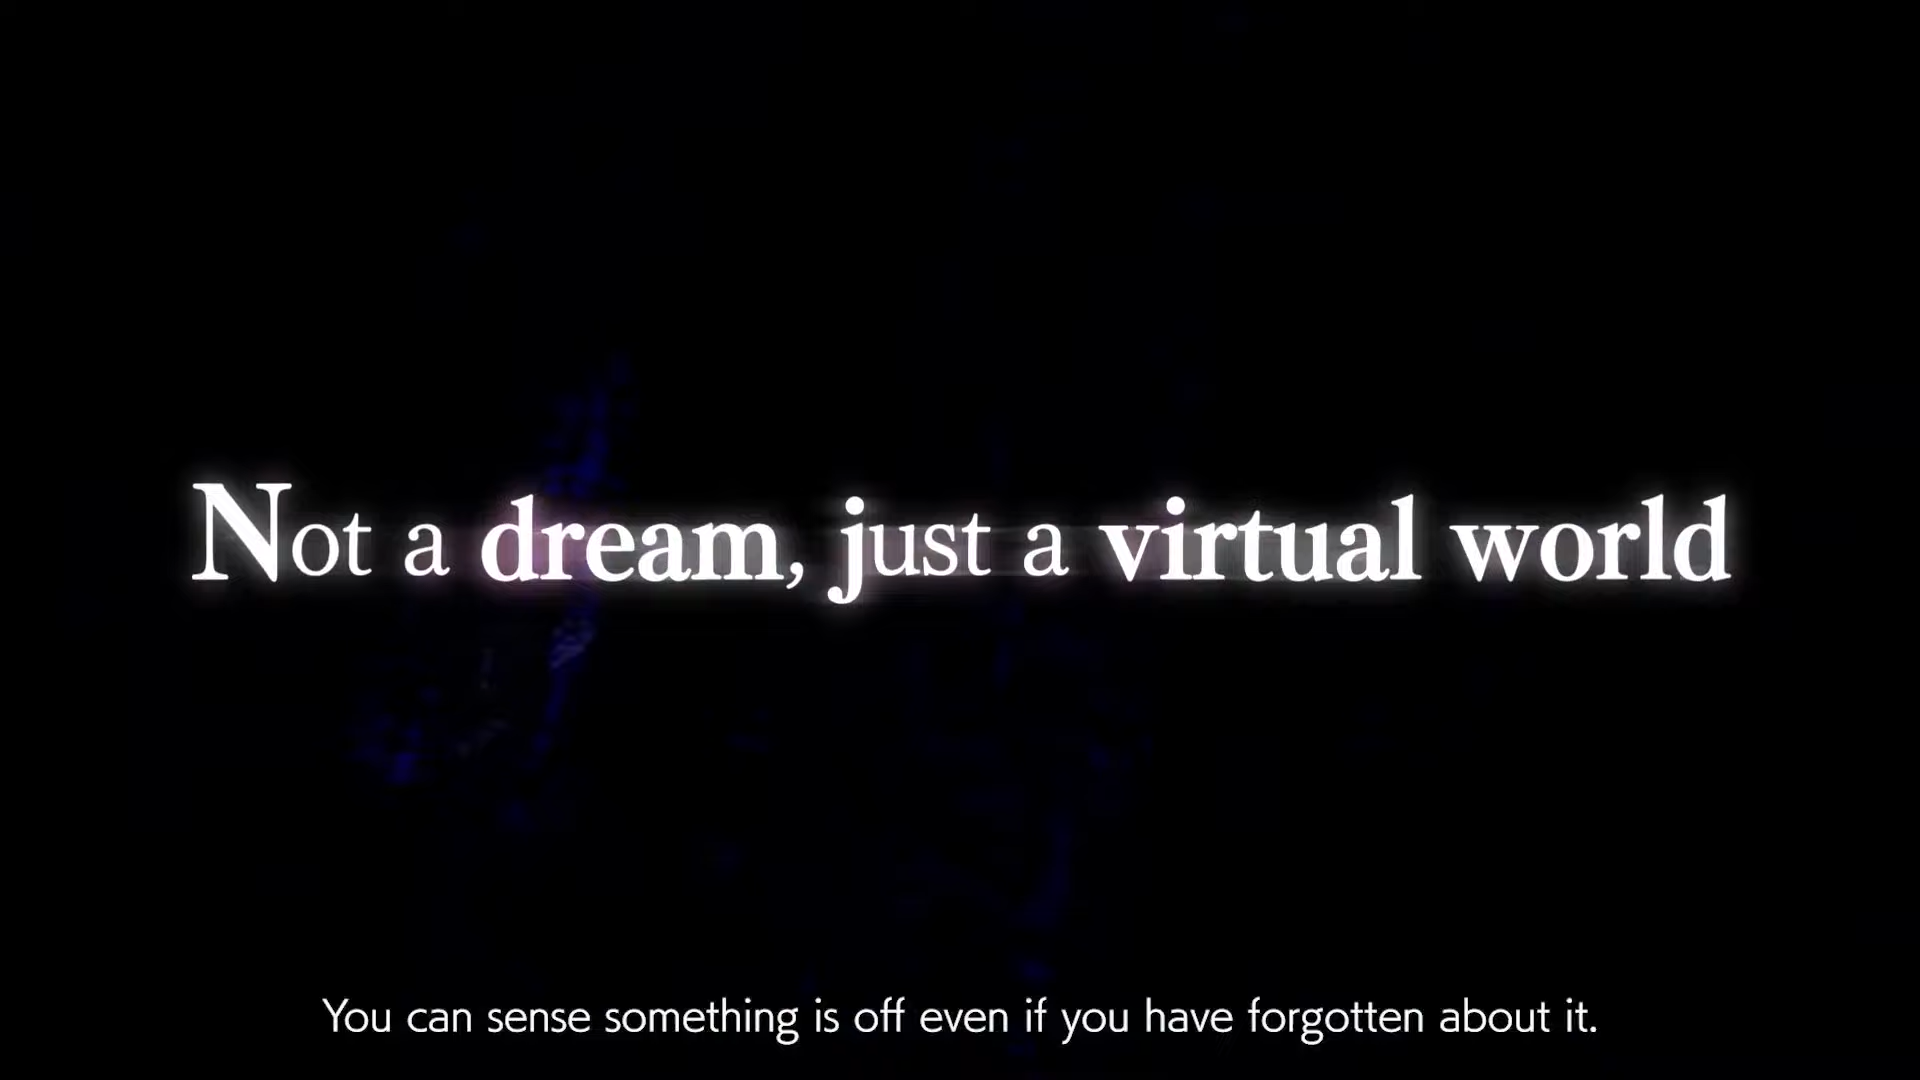 Not a dream, just a virtual world
You can sense something is off even if you have forgotten about it.